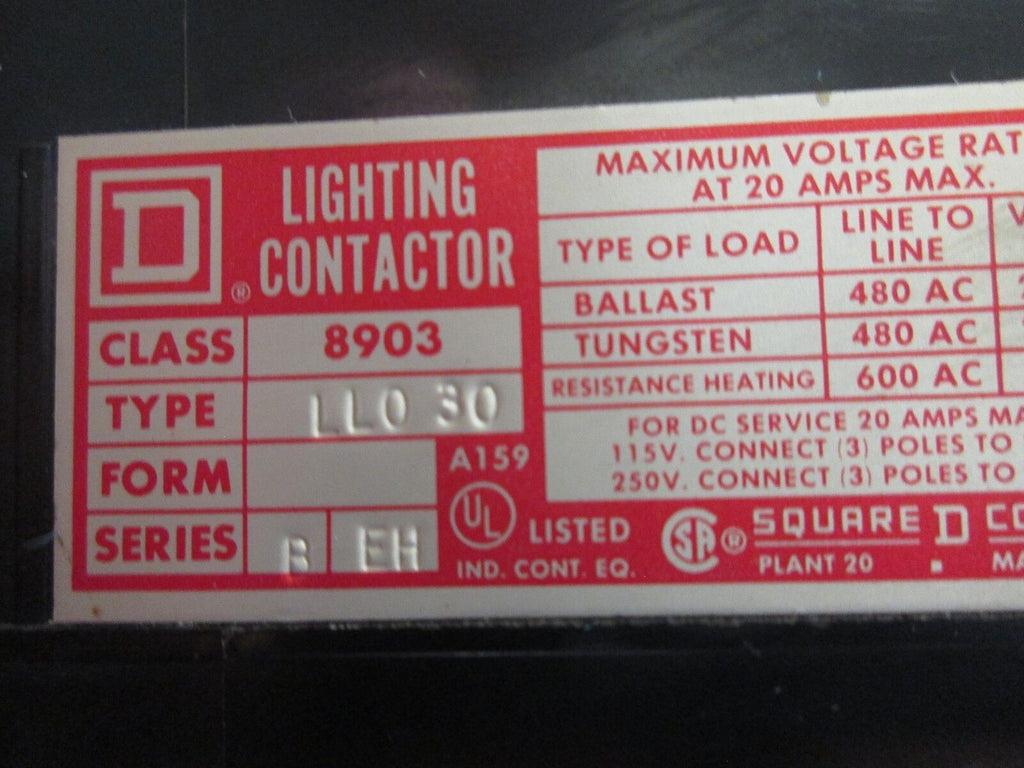 D
®
LIGHTING
CONTACTOR
CLASS 8903
TYPE LLO 30
FORM
SERIES B EH
A159
UL LISTED
IND. CONT. EQ.
MAXIMUM VOLTAGE RAT
AT 20 AMPS MAX.
TYPE OF LOAD LINE TO LINE
BALLAST 480 AC
TUNGSTEN 480 AC
RESISTANCE HEATING 600 AC
FOR DC SERVICE 20 AMPS MA
115V. CONNECT (3) POLES TO
250V. CONNECT (3) POLES TO
SA ® SQUARE D CO
PLANT 20 . MA